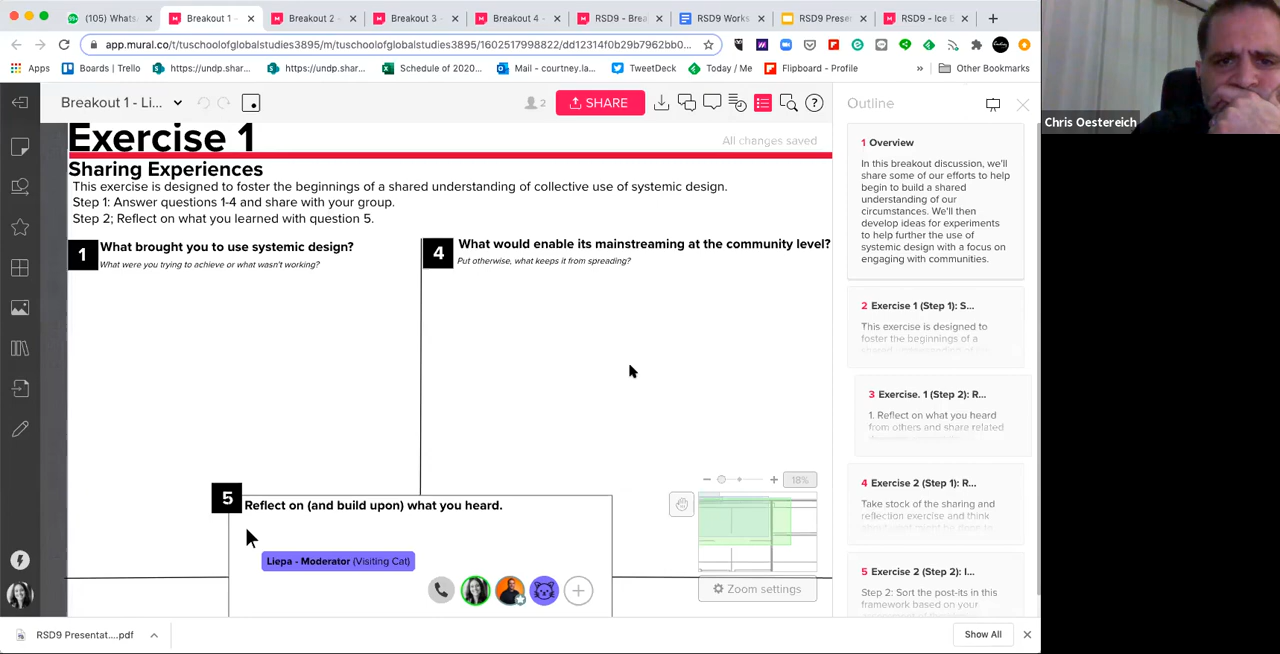 (105) Whats
Breakout 1 -
Breakout 2 -
Breakout 3 -
Breakout 4 -
RSD9 - Brea
RSD9 Works
RSD9 Prese
RSD9 - Ice E
app.mural.co/t/tuschoolofglobalstudies3895/m/tuschoolofglobalstudies3895/1602517998822/dd12314f0b29b7962bb0...
Apps
Boards | Trello
https://undp.shar...
https://undp.shar...
Schedule of 2020...
Mail - courtney.la...
TweetDeck
Today / Me
Flipboard - Profile
»
Other Bookmarks
Breakout 1 - Li...
2
SHARE
Outline
Chris Oestereich
Exercise 1
All changes saved
Sharing Experiences
This exercise is designed to foster the beginnings of a shared understanding of collective use of systemic design.
Step 1: Answer questions 1-4 and share with your group.
Step 2; Reflect on what you learned with question 5.
1
What brought you to use systemic design?
What were you trying to achieve or what wasn't working?
4
What would enable its mainstreaming at the community level?
Put otherwise, what keeps it from spreading?
5
Reflect on (and build upon) what you heard.
Liepa - Moderator (Visiting Cat)
18%
Zoom settings
1 Overview
In this breakout discussion, we'll
share some of our efforts to help
begin to build a shared
understanding of our
circumstances. We'll then
develop ideas for experiments
to help further the use of
systemic design with a focus on
engaging with communities.
2 Exercise 1 (Step 1): S...
This exercise is designed to
foster the beginnings of a
3 Exercise. 1 (Step 2): R...
1. Reflect on what you heard
from others and share related
4 Exercise 2 (Step 1): R...
Take stock of the sharing and
reflection exercise and think
5 Exercise 2 (Step 2): I...
Step 2: Sort the post-its in this
framework based on your
RSD9 Presentat....pdf
Show All